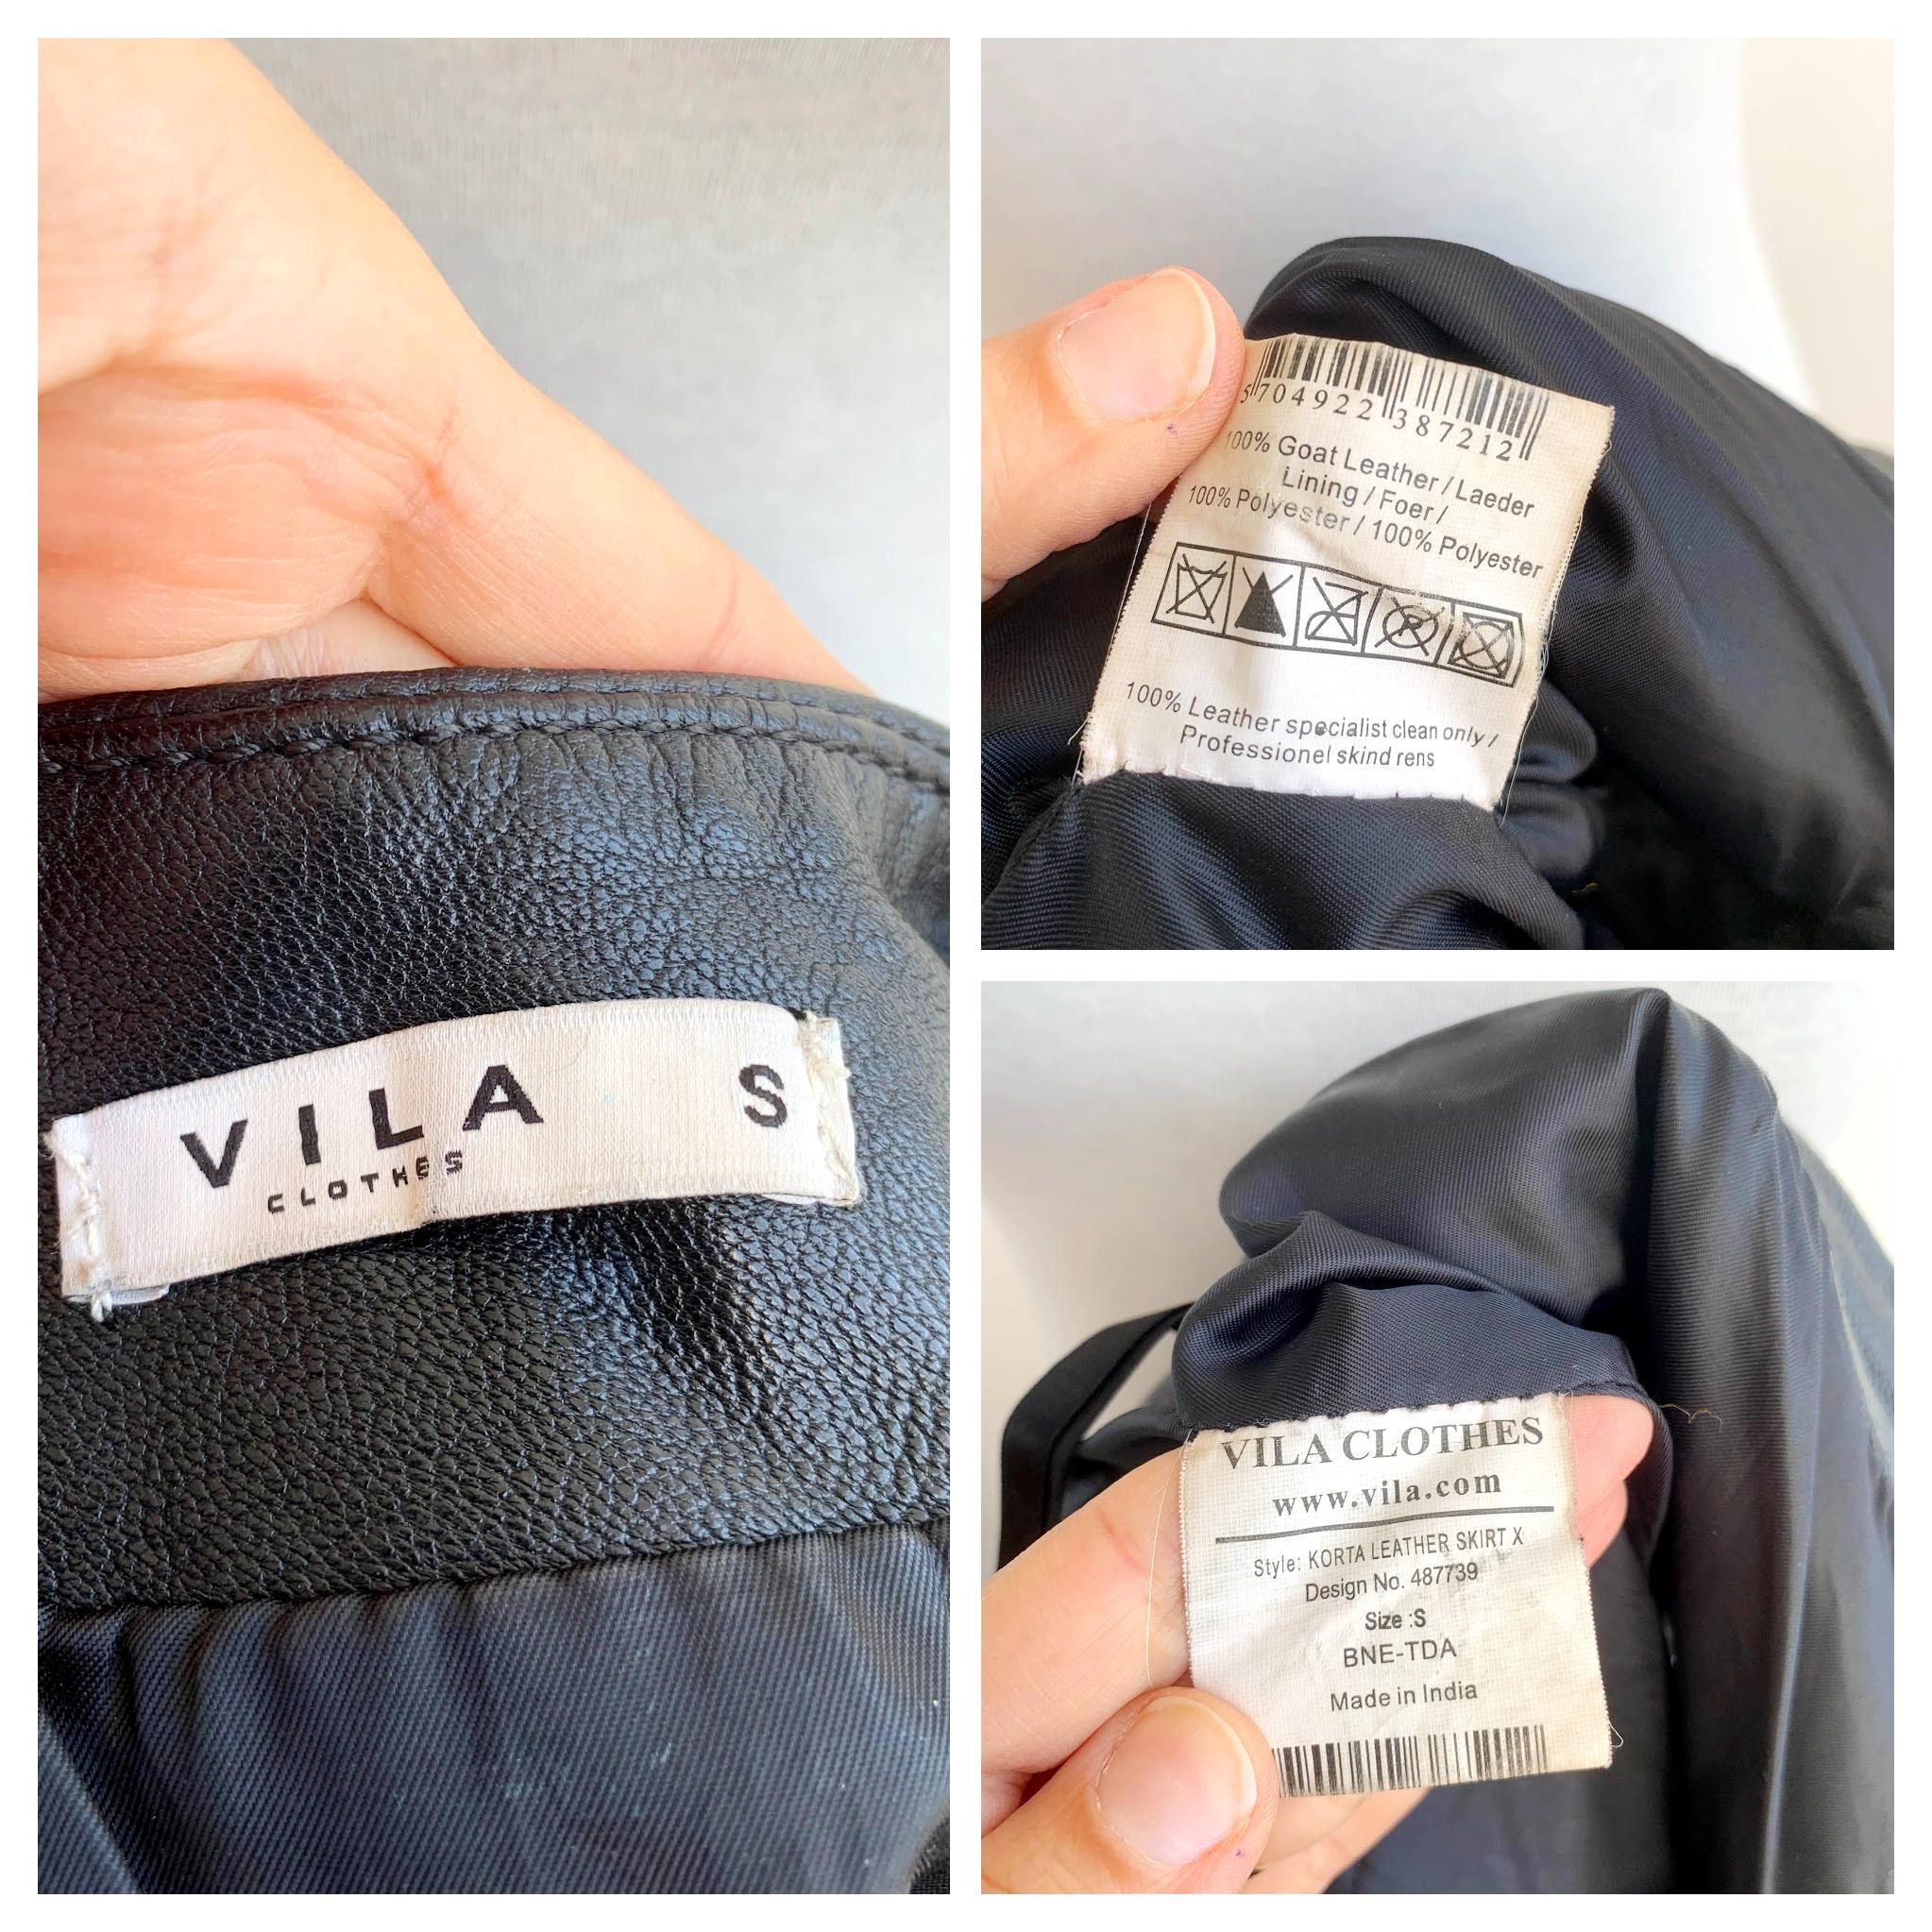 VILA S
CLOTHES
5704922387212
100% Goat Leather / Laeder
Lining / Foer /
100% Polyester / 100% Polyester
100% Leather specialist clean only /
Professionel skind rens
VILA CLOTHES
www.vila.com
Style: KORTA LEATHER SKIRT X
Design No. 487739
Size :S
BNE-TDA
Made in India